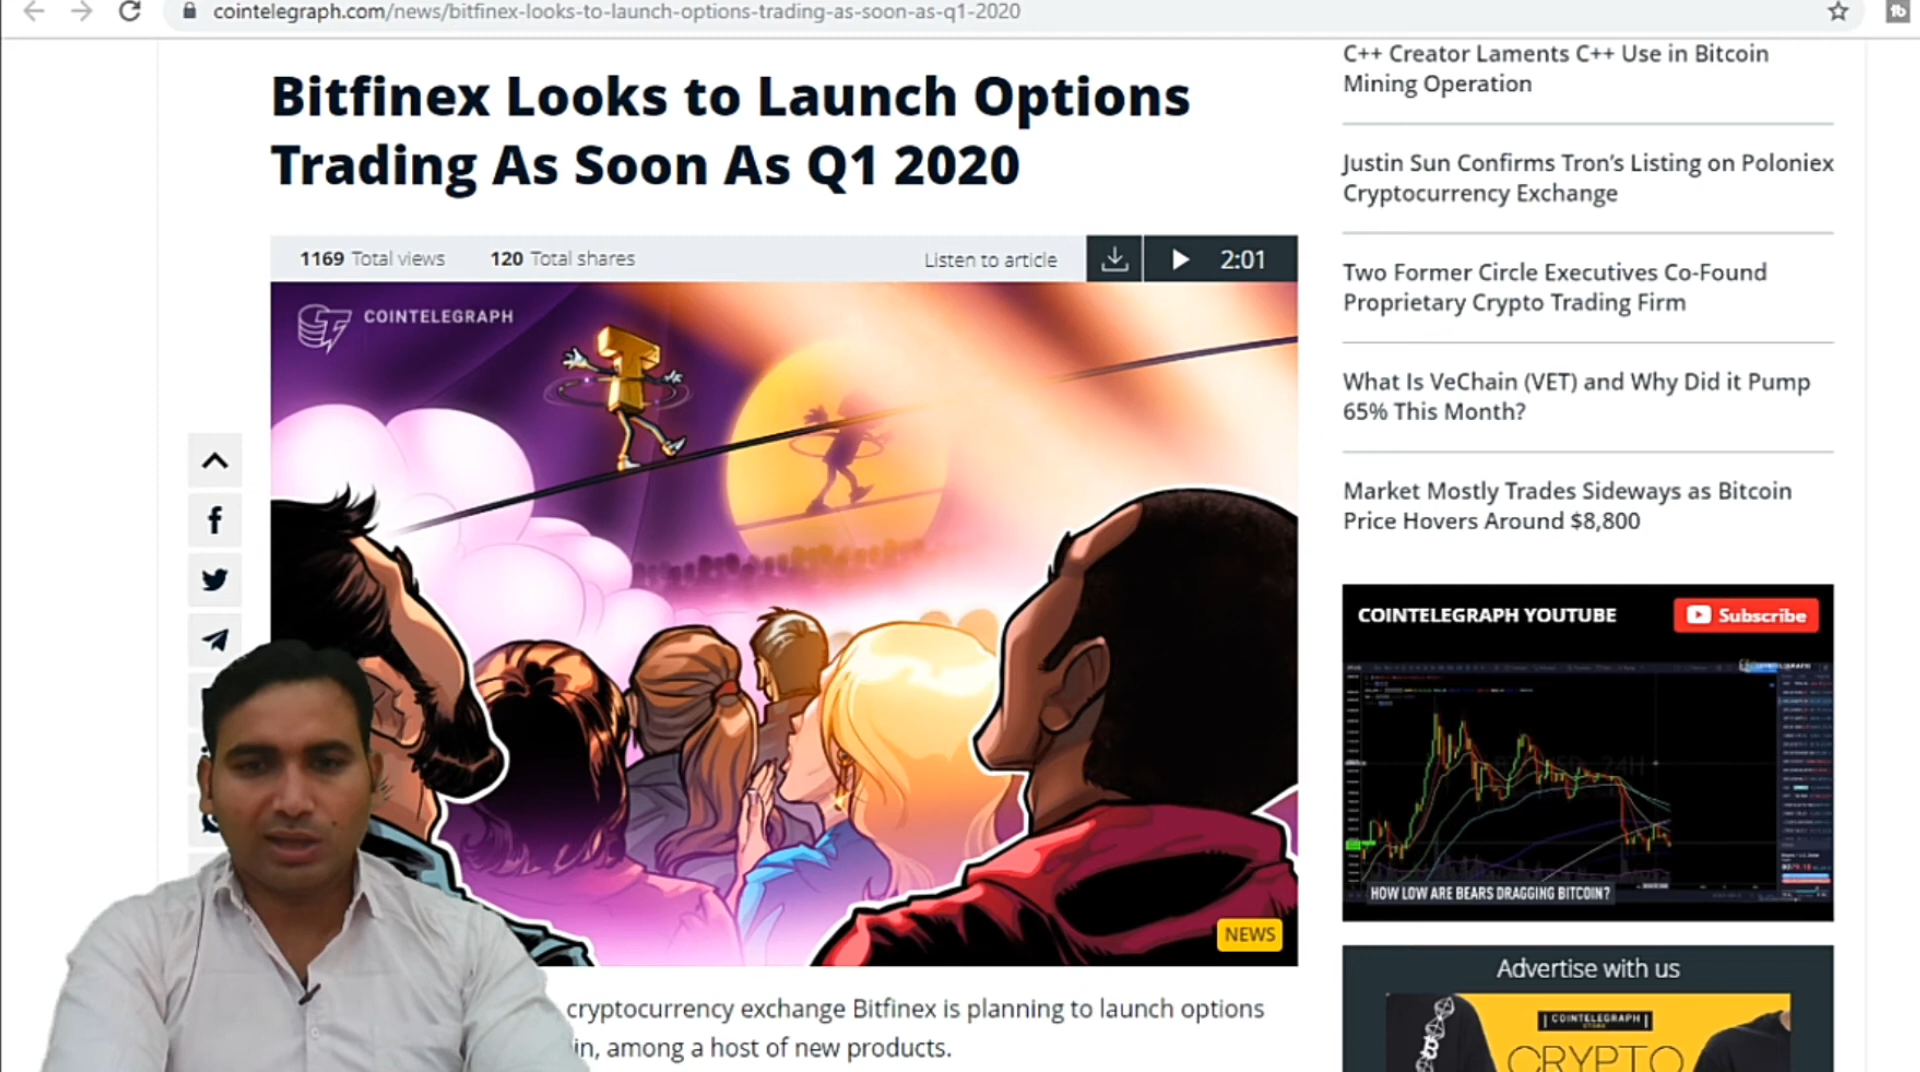 cointelegraph.com/news/bitfinex-looks-to-launch-options-trading-as-soon-as-q1-2020
Bitfinex Looks to Launch Options
Trading As Soon As Q1 2020
1169 Total views 120 Total shares Listen to article 2:01
COINTELEGRAPH
NEWS
cryptocurrency exchange Bitfinex is planning to launch options
in, among a host of new products.
C++ Creator Laments C++ Use in Bitcoin
Mining Operation
Justin Sun Confirms Tron’s Listing on Poloniex
Cryptocurrency Exchange
Two Former Circle Executives Co-Found
Proprietary Crypto Trading Firm
What Is VeChain (VET) and Why Did it Pump
65% This Month?
Market Mostly Trades Sideways as Bitcoin
Price Hovers Around $8,800
COINTELEGRAPH YOUTUBE Subscribe
HOW LOW ARE BEARS DRAGGING BITCOIN?
Advertise with us
COINTELEGRAPH
CRYPTO